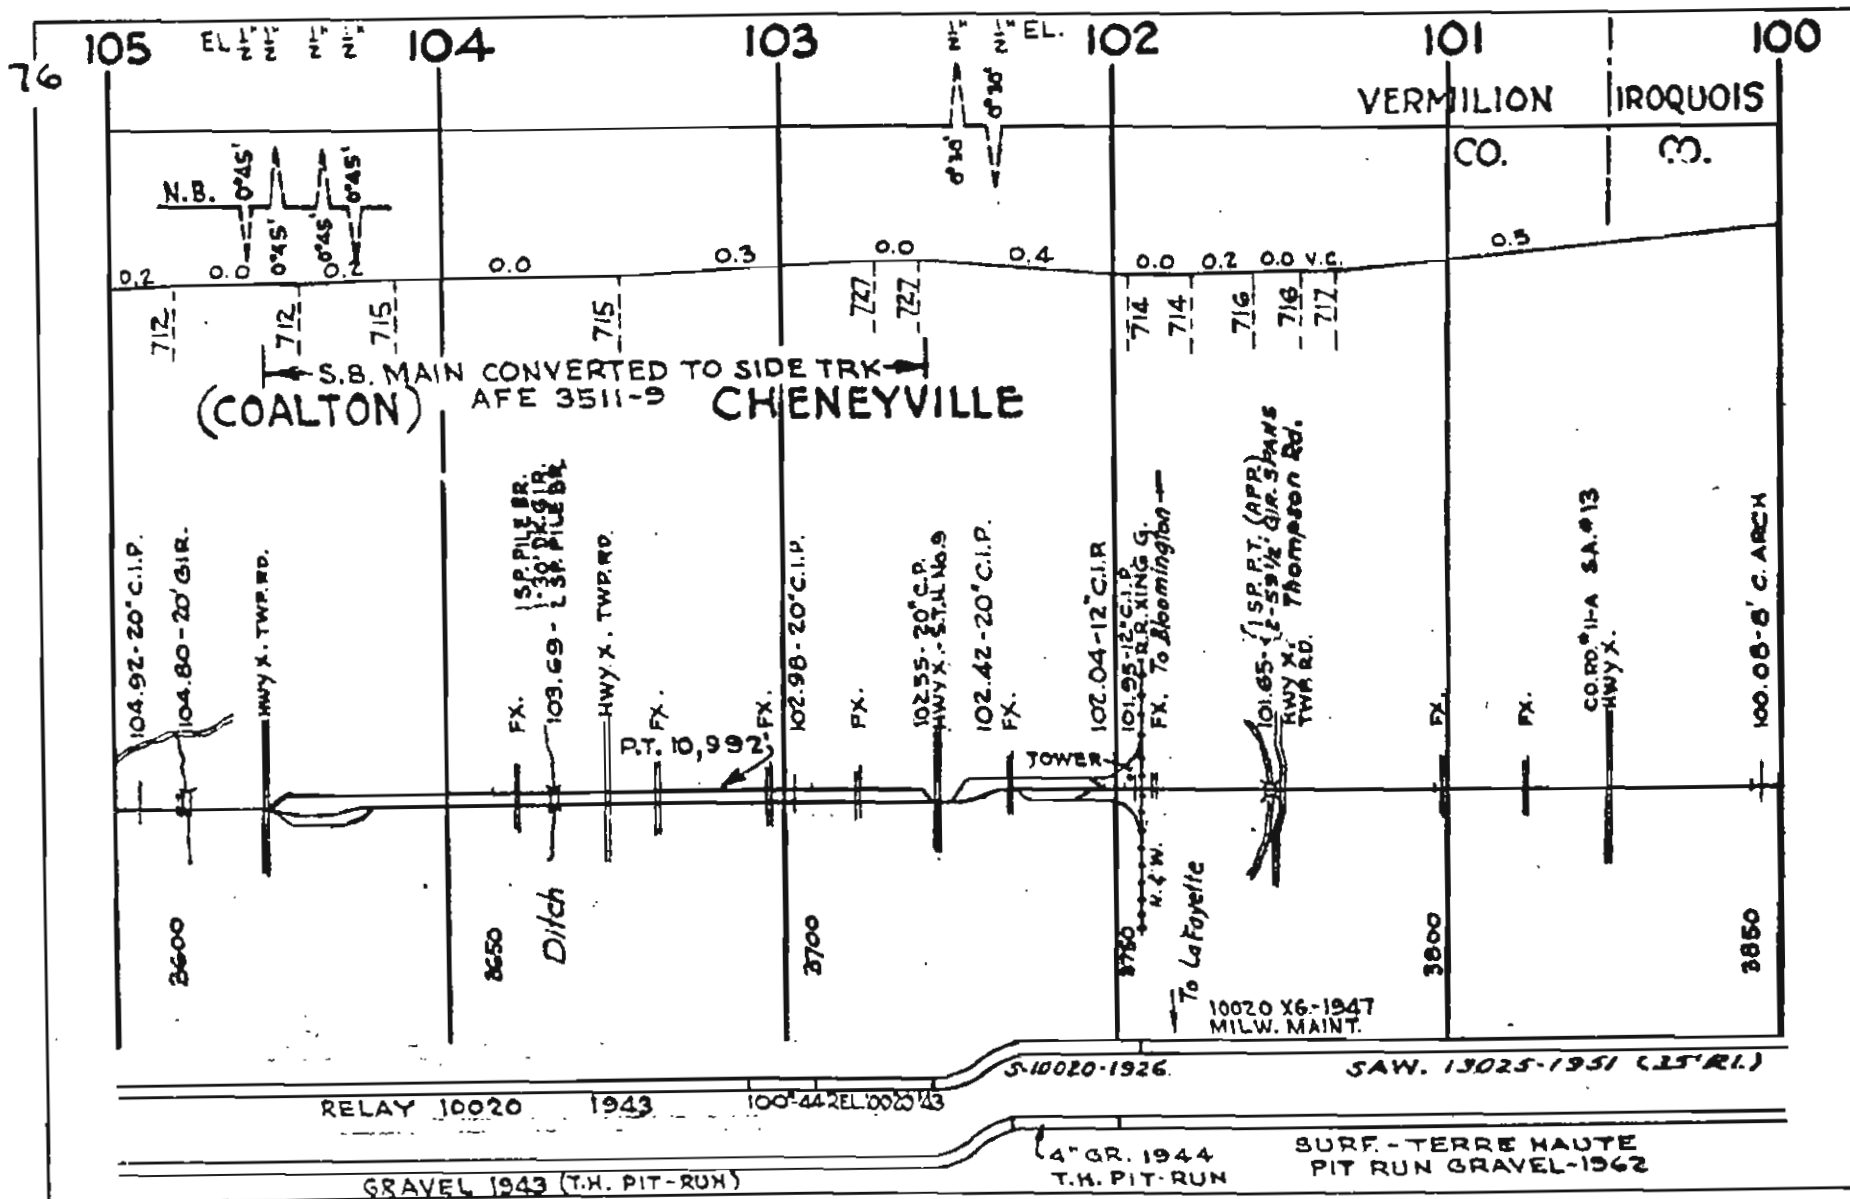 76
105 EL ½" ½" ½" ½" 104 103 ½" ½" EL. 102 101 100
VERMILION IROQUOIS
CO. CO.
N.B. 0°45' 0°45' 0°45' 0°45'
0°30' 0°30'
0.2 0.0 0.2 0.0 0.3 0.0 0.4 0.0 0.2 0.0 V.C. 0.5
712 712 715 715 727 727 714 714 716 716 717
S.B. MAIN CONVERTED TO SIDE TRK
AFE 3511-9
(COALTON) CHENEYVILLE
104.92-20" C.I.P.
104.80-20' GIR.
HWY X. TWP. RD.
FX.
1 SP. PILE BR.
1-30' DK. GIR.
103.69- 2 SP. PILE BR
HWY X. TWP. RD.
FX.
FX.
102.98-20" C.I.P.
FX.
102.55-20" C.P.
HWY X.-S.T.H. No.9
102.42-20" C.I.P.
FX.
102.04-12" C.I.P.
101.95-12" C.I.P.
R.R. XING G.
FX. To Bloomington
101.65-{1 SP. P.T. (APP.)
{2-59½' GIR. SPANS
HWY X. Thompson Rd.
TWP. RD.
FX.
FX.
CO. RD. #11-A S.A. #13
HWY X.
100.08-8' C. ARCH
P.T. 10,992'
TOWER
Ditch
N. & W.
To LaFayette
3600 3650 3700 3750 3800 3850
10020 XG.-1947
MILW. MAINT.
S-10020-1926
SAW. 13025-1951 (25' R.I.)
RELAY 10020 1943
GRAVEL 1943 (T.H. PIT-RUN)
4" GR. 1944
T.H. PIT-RUN
SURF.-TERRE HAUTE
PIT RUN GRAVEL-1962